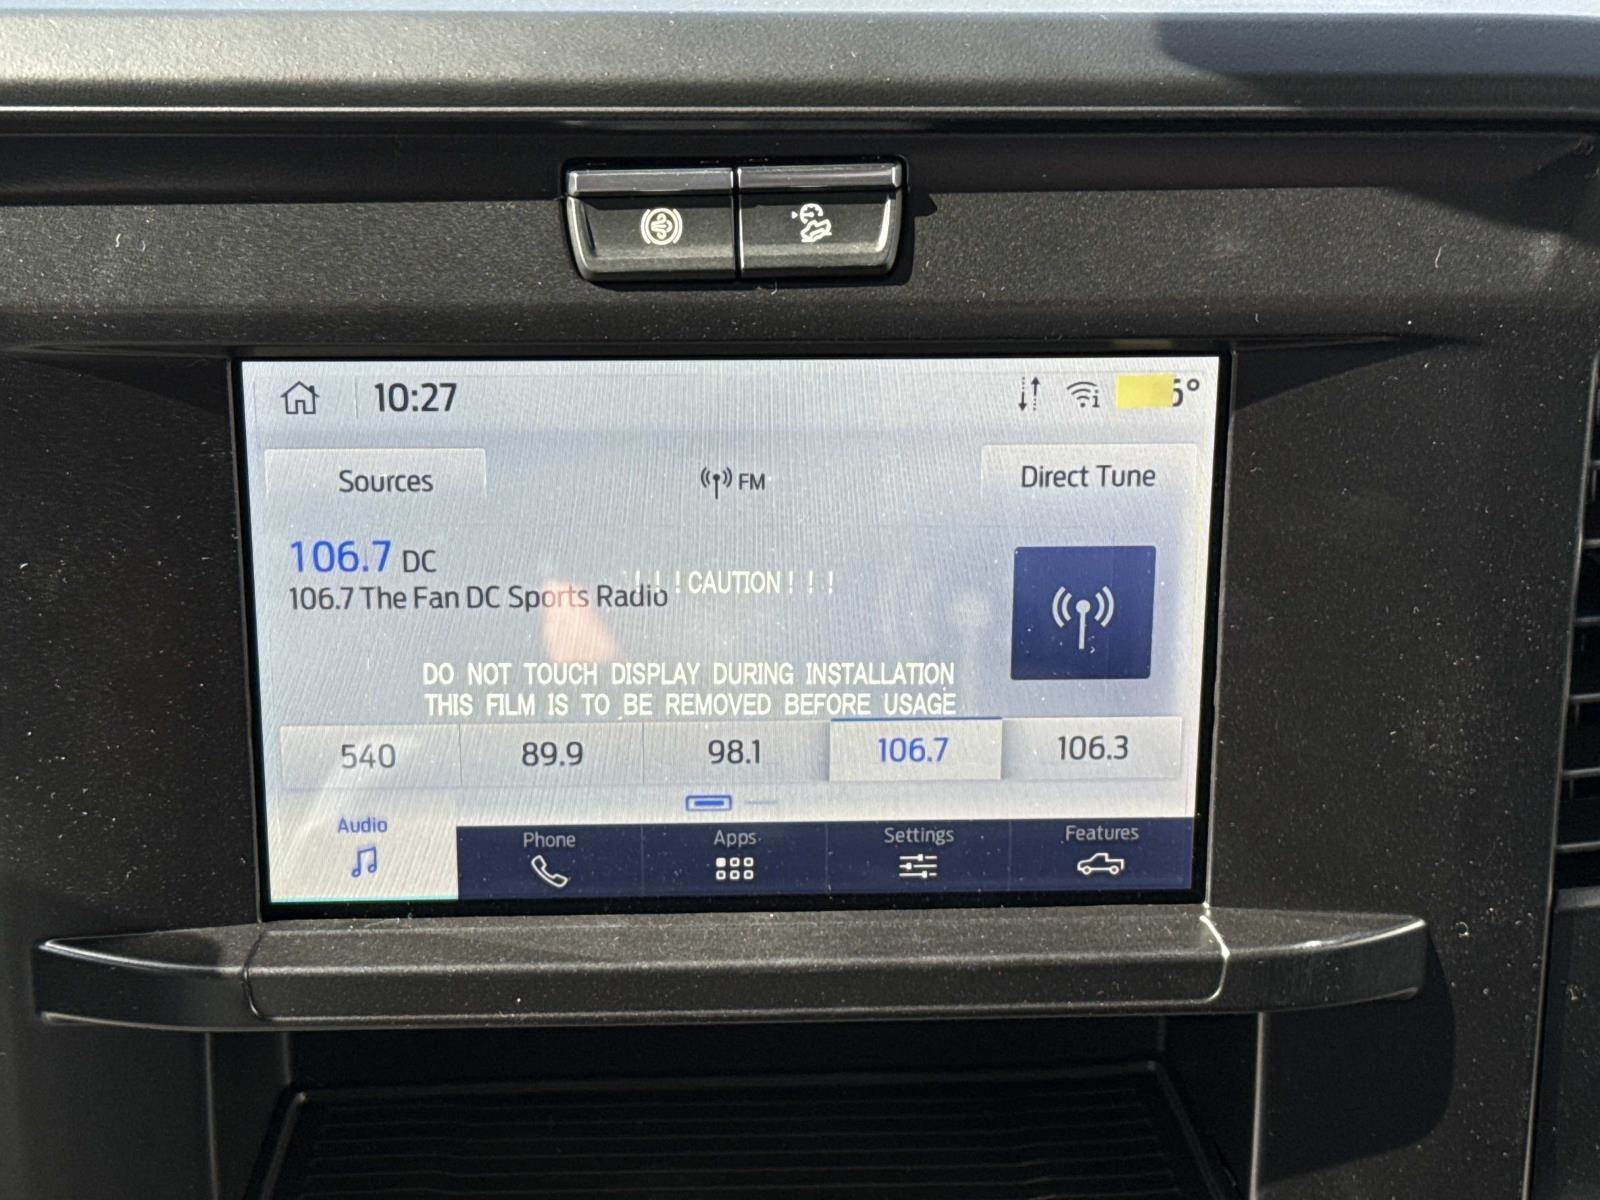 10:27
6°
Sources
FM
Direct Tune
106.7 DC
106.7 The Fan DC Sports Radio
! ! ! CAUTION ! ! !
DO NOT TOUCH DISPLAY DURING INSTALLATION
THIS FILM IS TO BE REMOVED BEFORE USAGE
540 89.9 98.1 106.7 106.3
Audio Phone Apps Settings Features